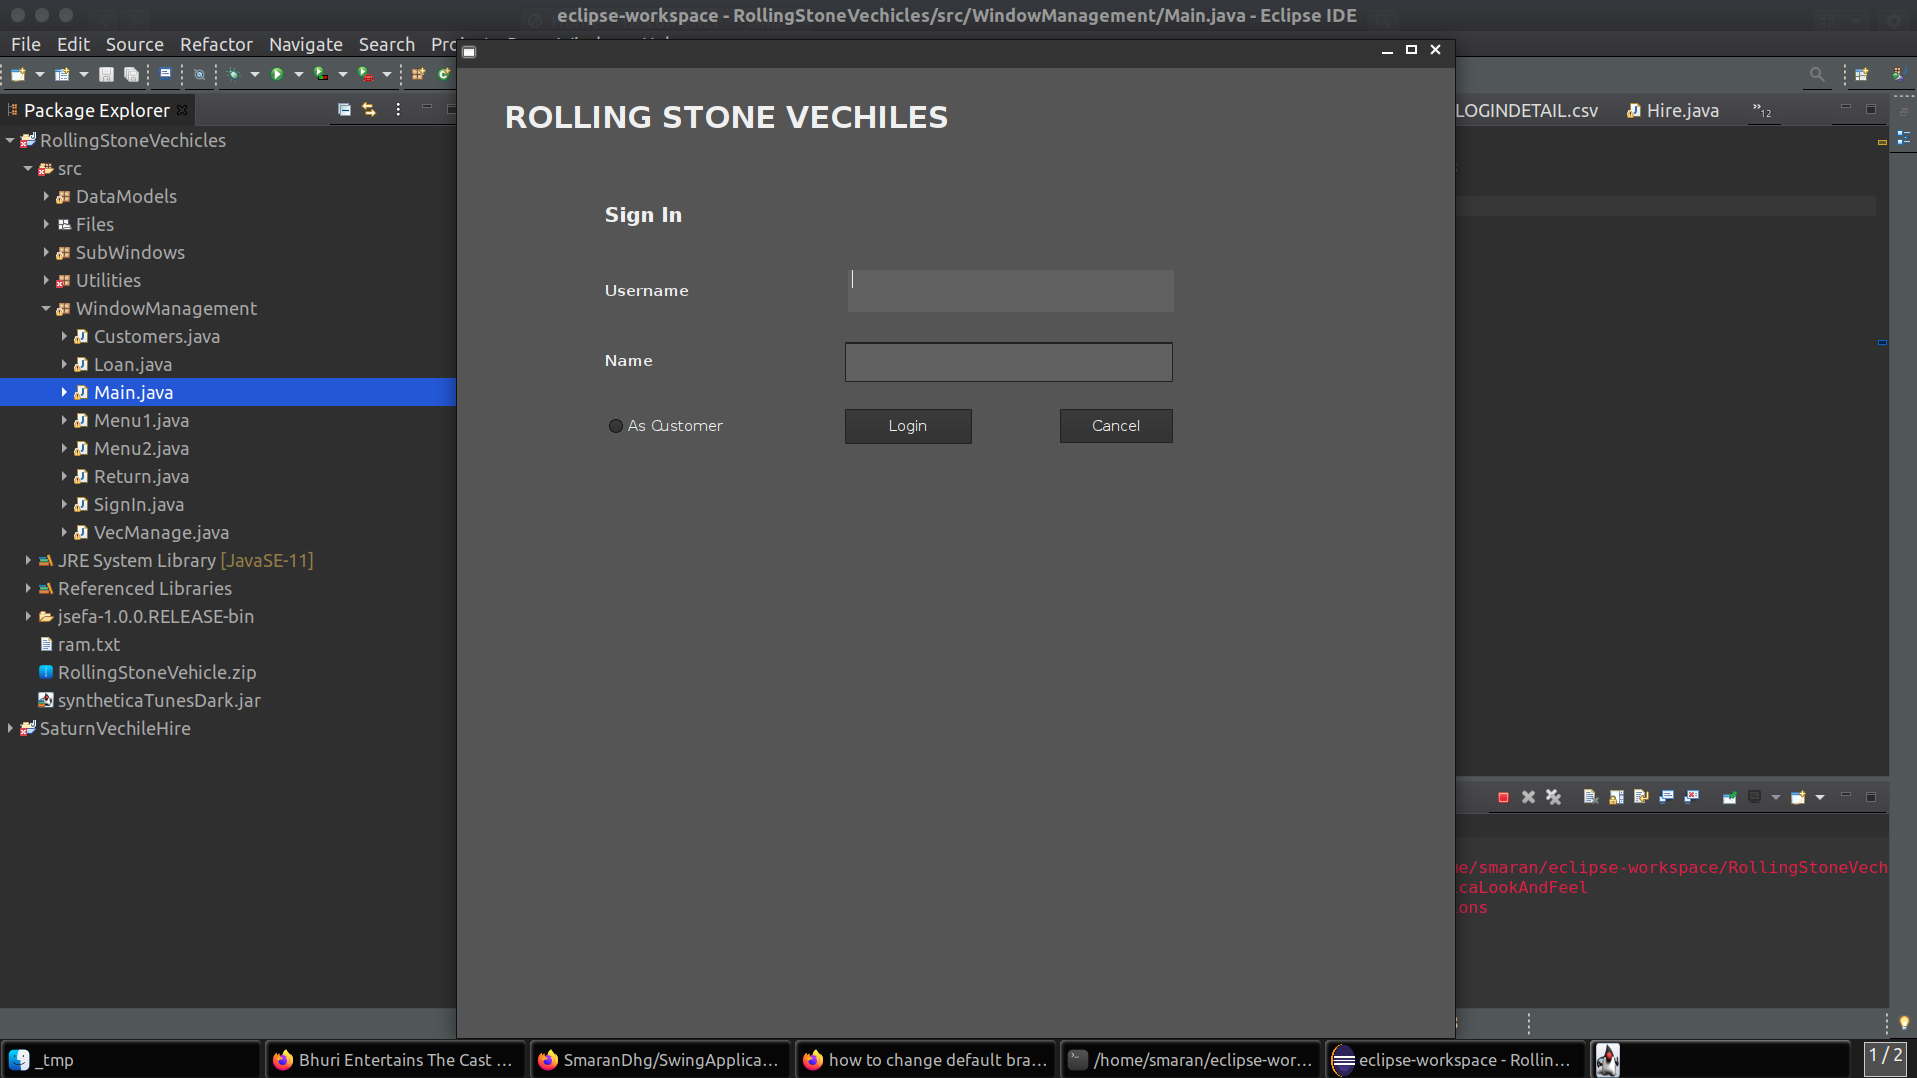 eclipse-workspace - RollingStoneVechicles/src/WindowManagement/Main.java - Eclipse IDE
File Edit Source Refactor Navigate Search
Package Explorer
LOGINDETAIL.csv Hire.java »12
RollingStoneVechicles
src
DataModels
Files
SubWindows
Utilities
WindowManagement
Customers.java
Loan.java
Main.java
Menu1.java
Menu2.java
Return.java
SignIn.java
VecManage.java
JRE System Library [JavaSE-11]
Referenced Libraries
jsefa-1.0.0.RELEASE-bin
ram.txt
RollingStoneVehicle.zip
syntheticaTunesDark.jar
SaturnVechileHire
ROLLING STONE VECHILES
Sign In
Username
Name
As Customer Login Cancel
me/smaran/eclipse-workspace/RollingStoneVech
icaLookAndFeel
ions
_tmp
Bhuri Entertains The Cast ...
SmaranDhg/SwingApplica...
how to change default bra...
/home/smaran/eclipse-wor...
eclipse-workspace - Rollin...
1 / 2